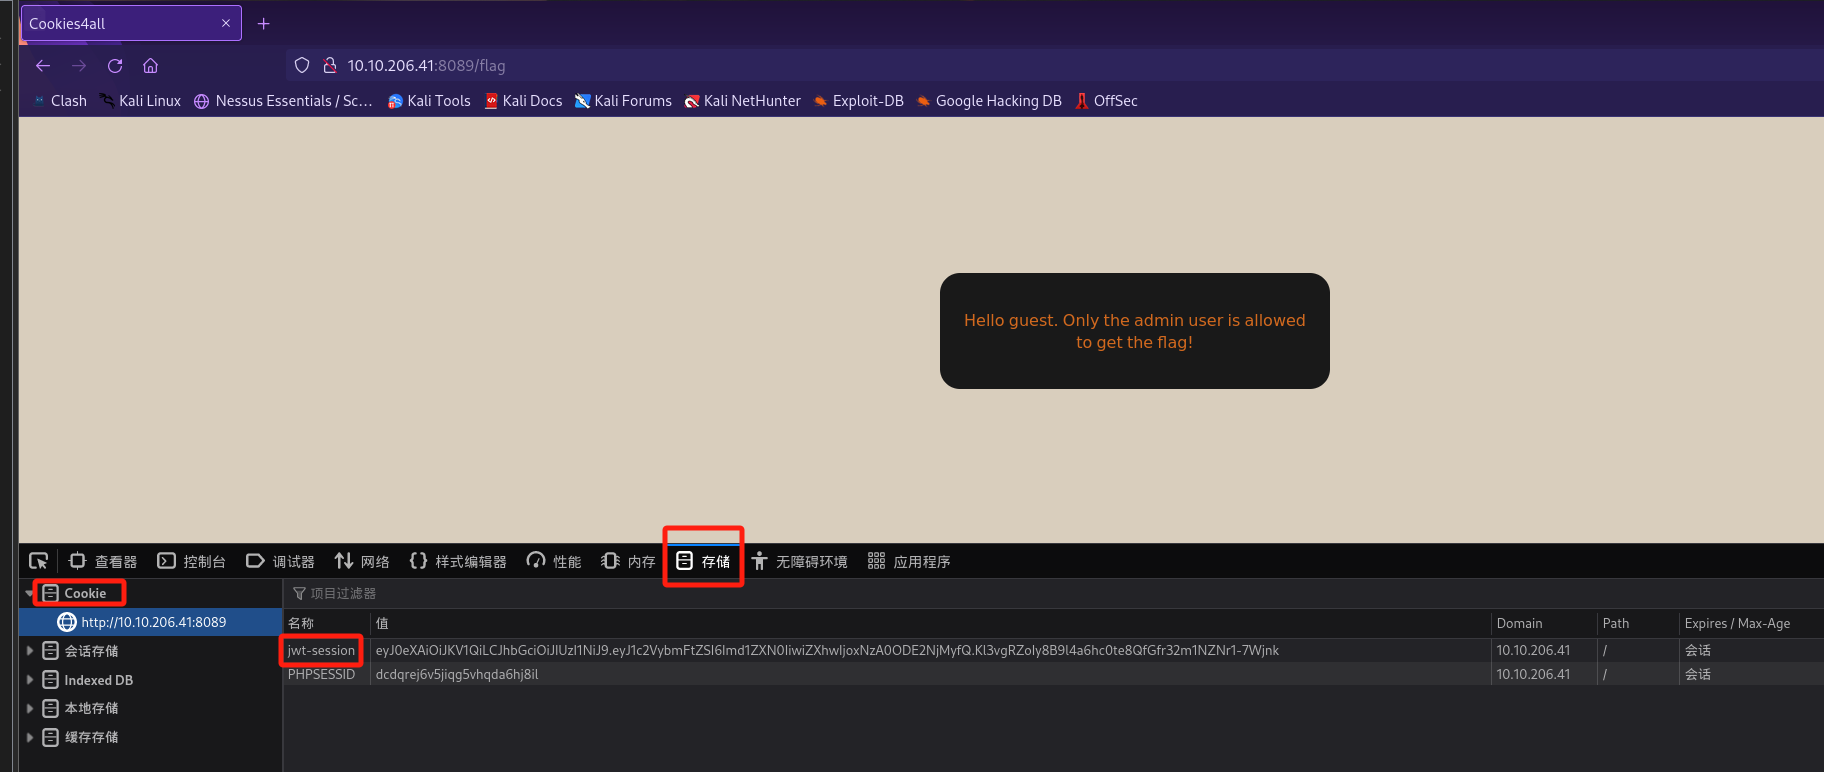 Cookies4all
10.10.206.41:8089/flag
Clash Kali Linux Nessus Essentials / Sc... Kali Tools Kali Docs Kali Forums Kali NetHunter Exploit-DB Google Hacking DB OffSec
Hello guest. Only the admin user is allowed
to get the flag!
查看器 控制台 调试器 网络 样式编辑器 性能 内存 存储 无障碍环境 应用程序
Cookie
http://10.10.206.41:8089
会话存储
Indexed DB
本地存储
缓存存储
项目过滤器
名称 值 Domain Path Expires / Max-Age
jwt-session eyJ0eXAiOiJKV1QiLCJhbGciOiJIUzI1NiJ9.eyJ1c2VybmFtZSI6Imd1ZXN0IiwiZXhwIjoxNzA0ODE2NjMyfQ.Kl3vgRZoIy8B9l4a6hc0te8QfGfr32m1NZNr1-7Wjnk 10.10.206.41 / 会话
PHPSESSID dcdqrej6v5jiqg5vhqda6hj8il 10.10.206.41 / 会话